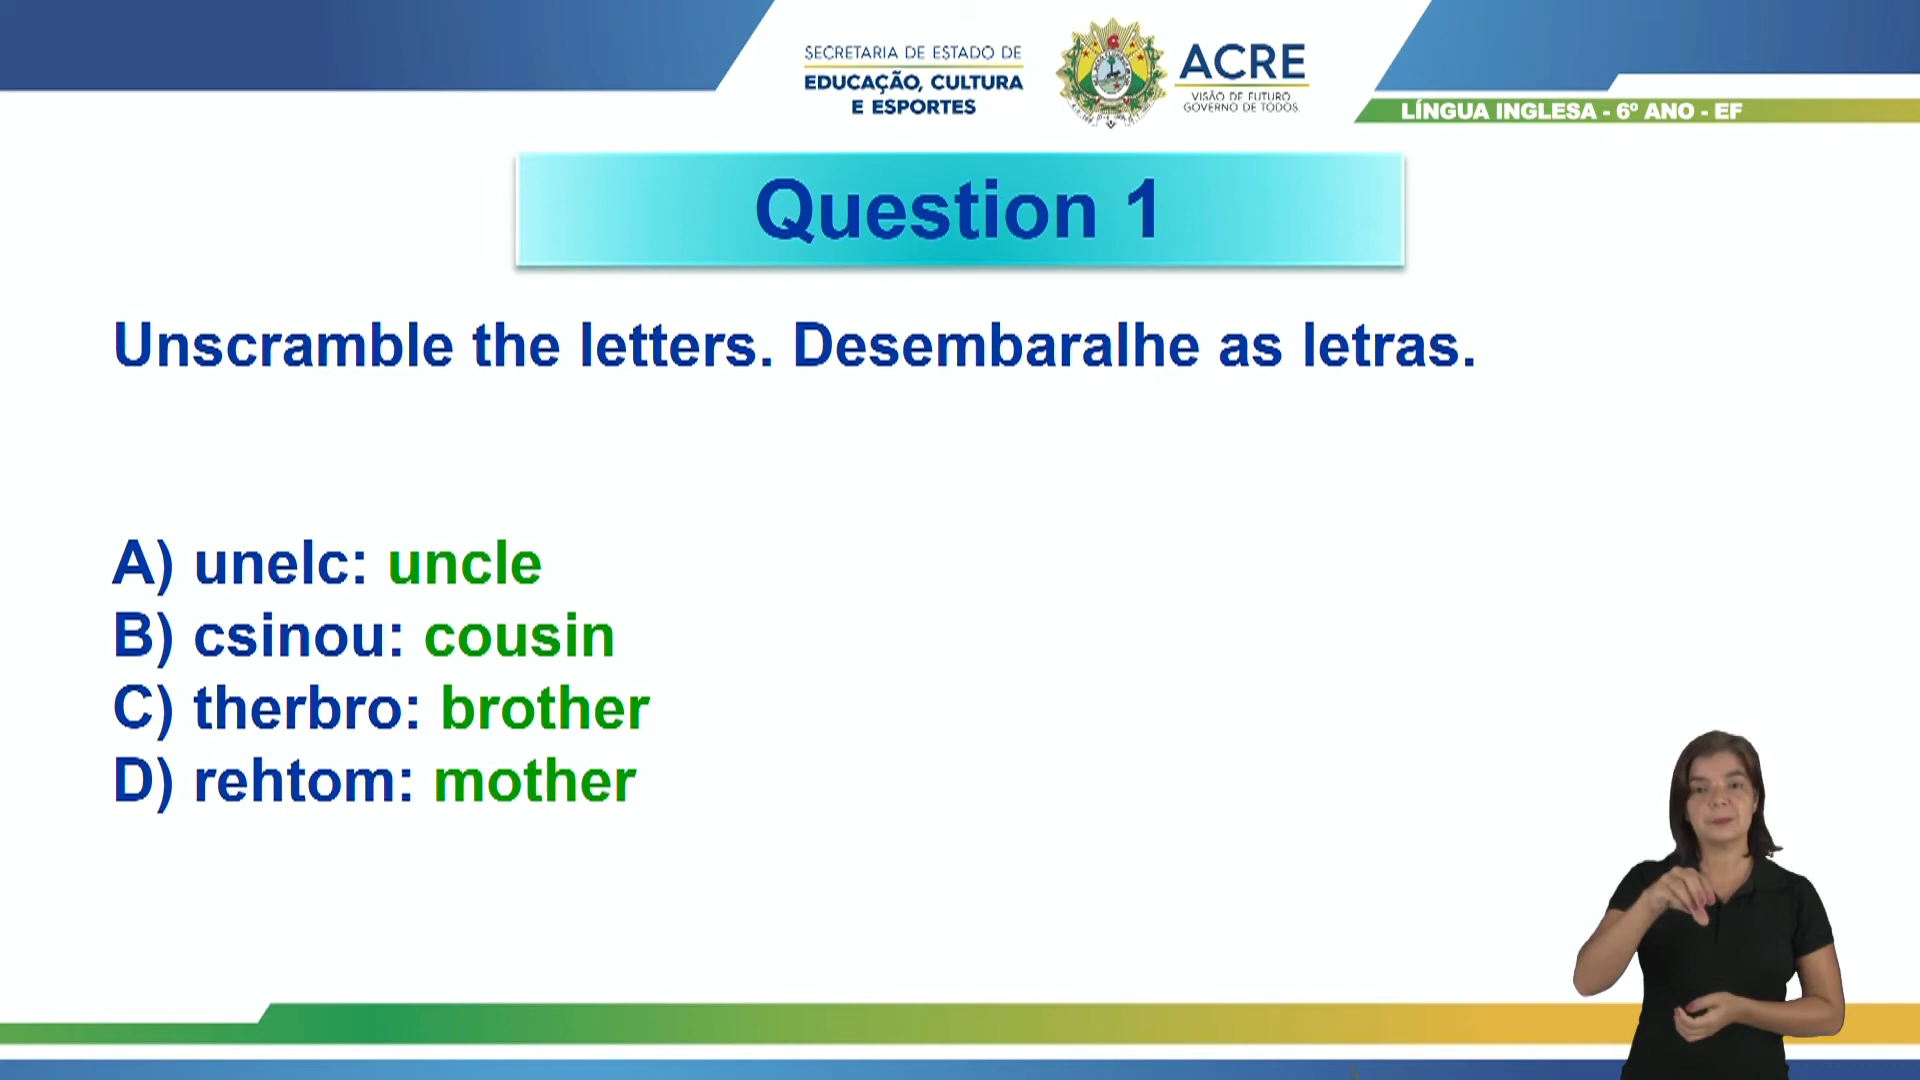 SECRETARIA DE ESTADO DE
EDUCAÇÃO, CULTURA
E ESPORTES
ACRE
VISÃO DE FUTURO
GOVERNO DE TODOS.
LÍNGUA INGLESA - 6º ANO - EF
Question 1
Unscramble the letters. Desembaralhe as letras.
A) unelc: uncle
B) csinou: cousin
C) therbro: brother
D) rehtom: mother